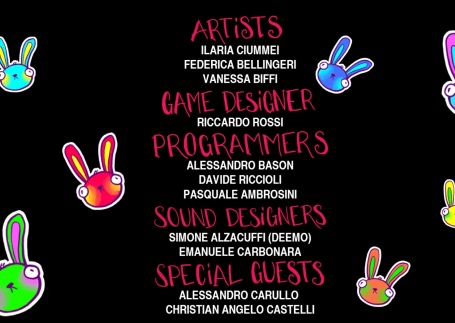 ARTiSTS
ILARIA CIUMMEI
FEDERICA BELLINGERI
VANESSA BIFFI
GAME DESiGNER
RICCARDO ROSSI
PROGRAMMERS
ALESSANDRO BASON
DAVIDE RICCIOLI
PASQUALE AMBROSINI
SOUND DESiGNERS
SIMONE ALZACUFFI (DEEMO)
EMANUELE CARBONARA
SPECiAL GUESTS
ALESSANDRO CARULLO
CHRISTIAN ANGELO CASTELLI